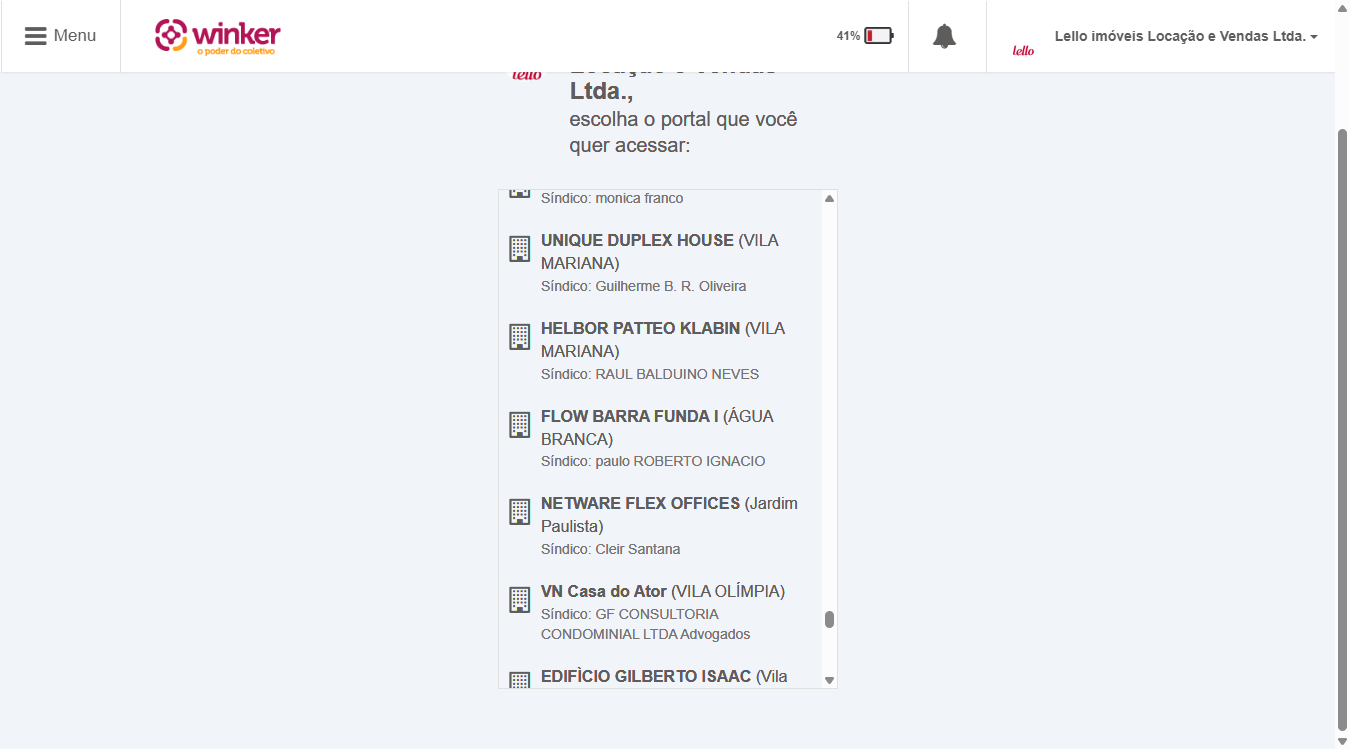 Menu
winker
o poder do coletivo
41%
lello
Lello imóveis Locação e Vendas Ltda.
lello
Locação e Vendas
Ltda.,
escolha o portal que você
quer acessar:
Síndico: monica franco
UNIQUE DUPLEX HOUSE (VILA
MARIANA)
Síndico: Guilherme B. R. Oliveira
HELBOR PATTEO KLABIN (VILA
MARIANA)
Síndico: RAUL BALDUINO NEVES
FLOW BARRA FUNDA I (ÁGUA
BRANCA)
Síndico: paulo ROBERTO IGNACIO
NETWARE FLEX OFFICES (Jardim
Paulista)
Síndico: Cleir Santana
VN Casa do Ator (VILA OLÍMPIA)
Síndico: GF CONSULTORIA
CONDOMINIAL LTDA Advogados
EDIFÌCIO GILBERTO ISAAC (Vila